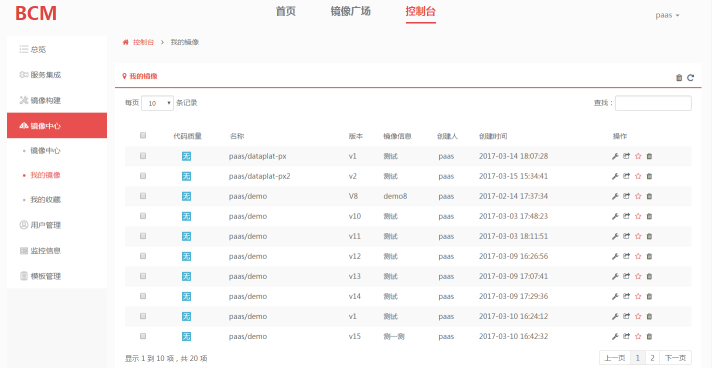 BCM
首页 镜像广场 控制台
paas
总览
服务集成
镜像构建
镜像中心
镜像中心
我的镜像
我的收藏
用户管理
监控信息
模板管理
控制台 > 我的镜像
我的镜像
每页 10 条记录
查找：
代码质量 名称 版本 镜像信息 创建人 创建时间 操作
无 paas/dataplat-px v1 测试 paas 2017-03-14 18:07:28
无 paas/dataplat-px2 v2 测试 paas 2017-03-15 15:34:41
无 paas/demo V8 demo8 paas 2017-02-14 17:37:34
无 paas/demo v10 测试 paas 2017-03-03 17:48:23
无 paas/demo v11 测试 paas 2017-03-03 18:11:51
无 paas/demo v12 测试 paas 2017-03-09 16:26:56
无 paas/demo v13 测试 paas 2017-03-09 17:07:41
无 paas/demo v14 测试 paas 2017-03-09 17:29:36
无 paas/demo v1 测试 paas 2017-03-10 16:24:12
无 paas/demo v15 测一测 paas 2017-03-10 16:42:32
显示 1 到 10 项，共 20 项
上一页 1 2 下一页